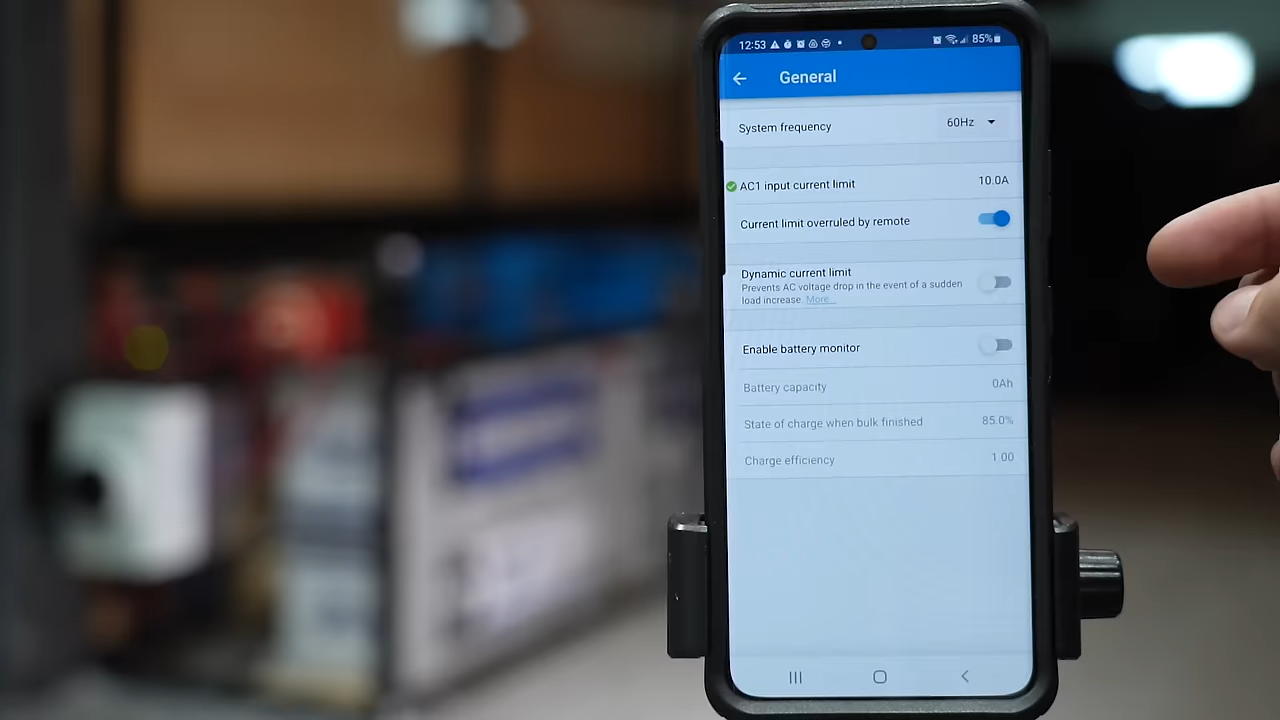 12:53 85%
General
System frequency 60Hz
AC1 input current limit 10.0A
Current limit overruled by remote
Dynamic current limit
Prevents AC voltage drop in the event of a sudden
load increase. More...
Enable battery monitor
Battery capacity 0Ah
State of charge when bulk finished 85.0%
Charge efficiency 1.00